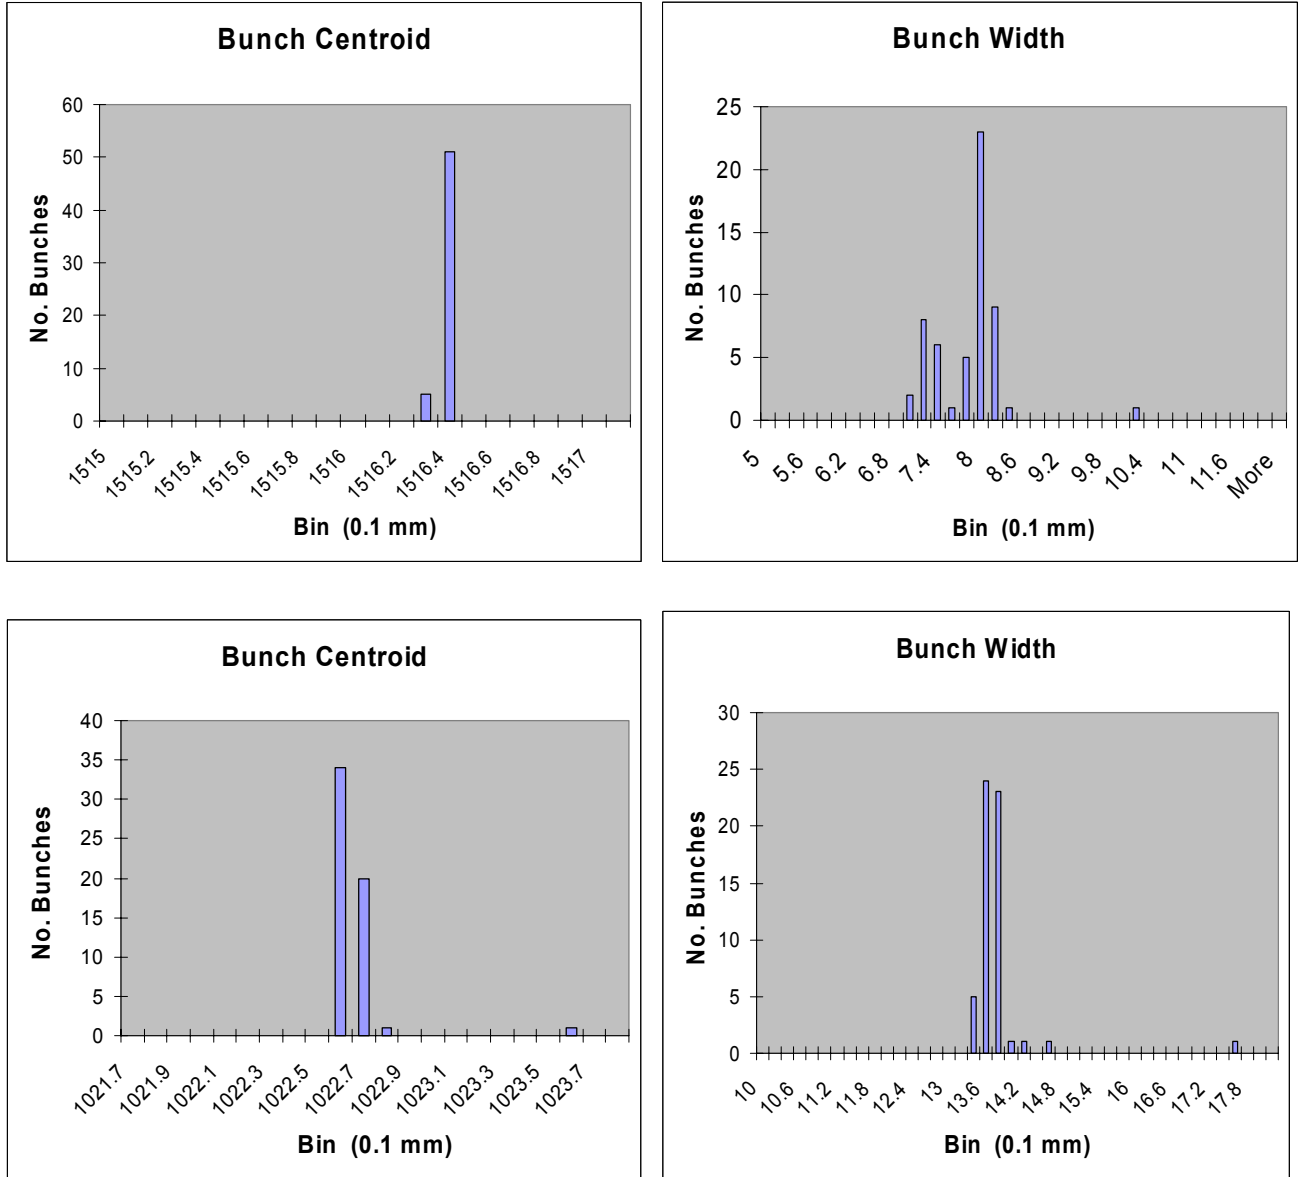 Bunch Centroid
60
50
40
30
20
10
0
No. Bunches
1515 1515.2 1515.4 1515.6 1515.8 1516 1516.2 1516.4 1516.6 1516.8 1517
Bin (0.1 mm)
Bunch Width
25
20
15
10
5
0
No. Bunches
5 5.6 6.2 6.8 7.4 8 8.6 9.2 9.8 10.4 11 11.6 More
Bin (0.1 mm)
Bunch Centroid
40
35
30
25
20
15
10
5
0
No. Bunches
1021.7 1021.9 1022.1 1022.3 1022.5 1022.7 1022.9 1023.1 1023.3 1023.5 1023.7
Bin (0.1 mm)
Bunch Width
30
25
20
15
10
5
0
No. Bunches
10 10.6 11.2 11.8 12.4 13 13.6 14.2 14.8 15.4 16 16.6 17.2 17.8
Bin (0.1 mm)